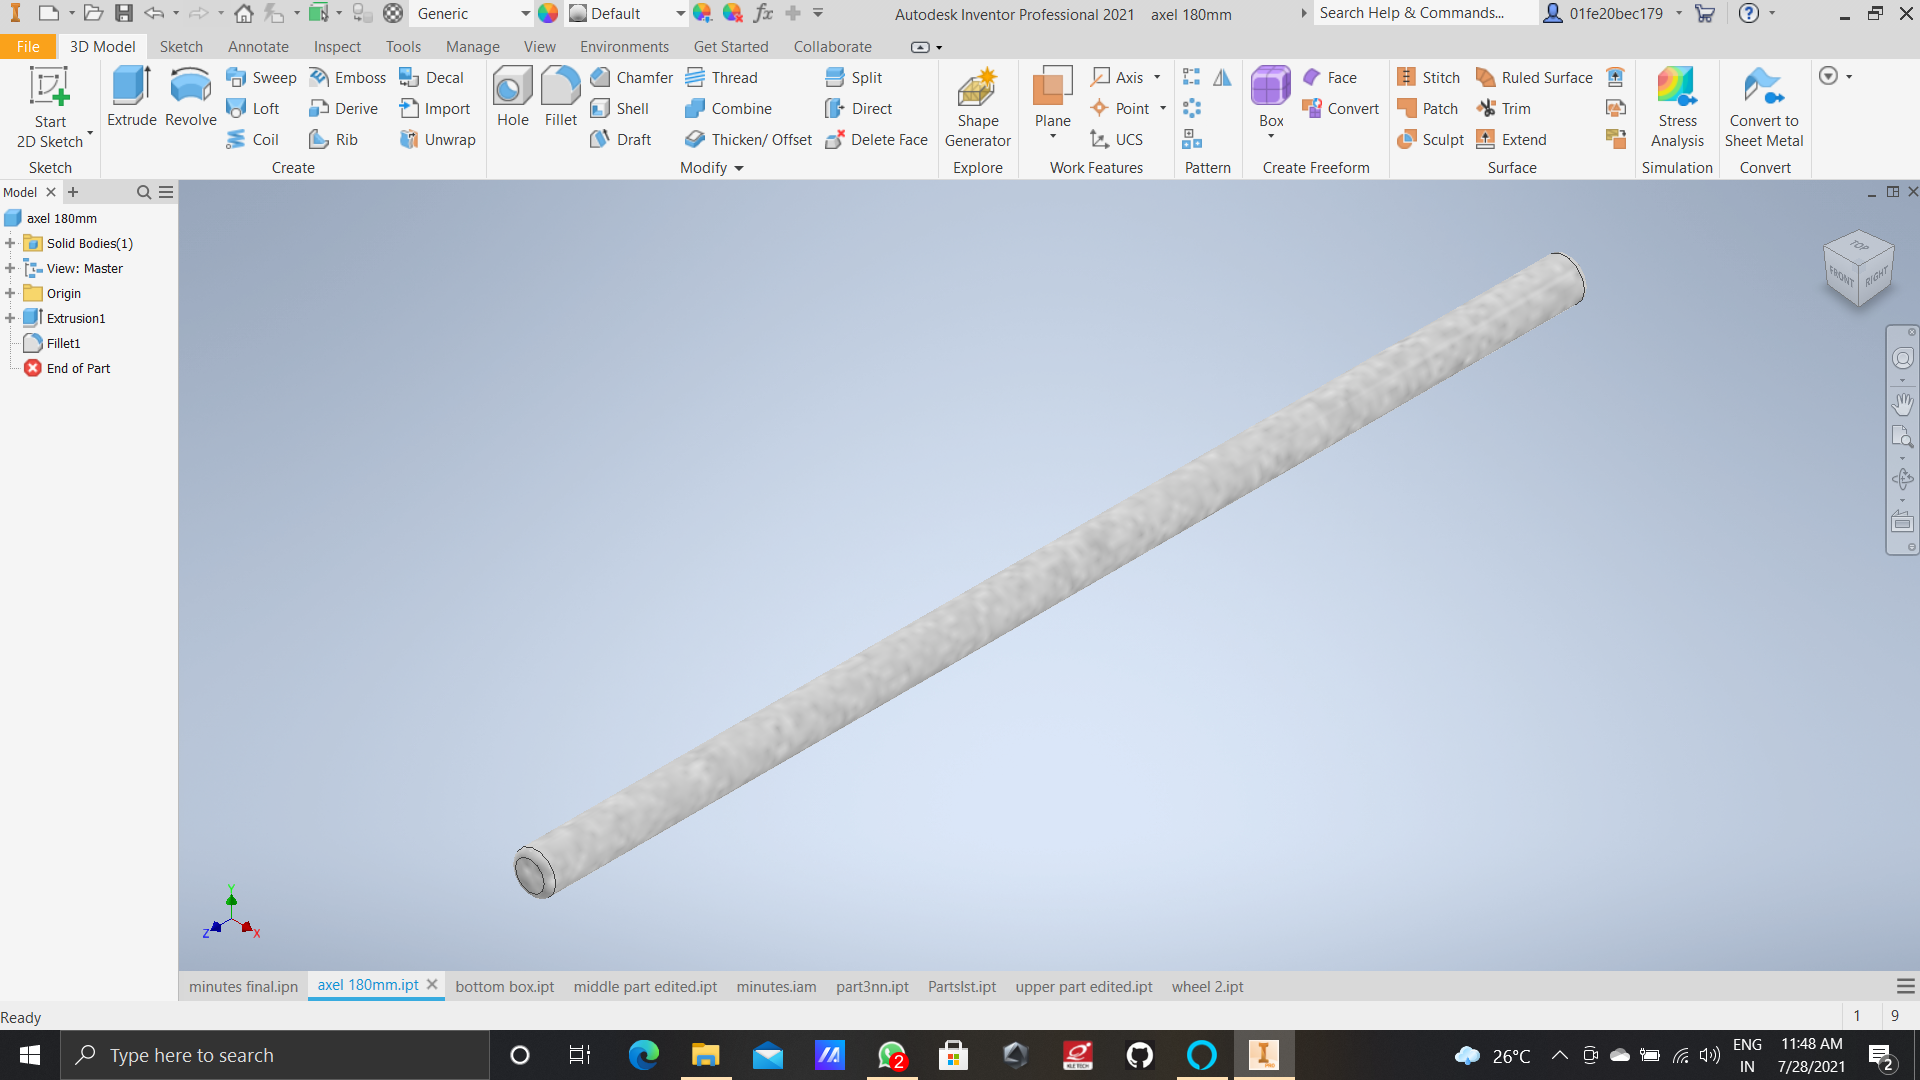 Generic
Default
Autodesk Inventor Professional 2021 axel 180mm
Search Help & Commands...
01fe20bec179
File 3D Model Sketch Annotate Inspect Tools Manage View Environments Get Started Collaborate
Start
2D Sketch
Extrude
Revolve
Sweep
Loft
Coil
Emboss
Derive
Rib
Decal
Import
Unwrap
Hole
Fillet
Chamfer
Shell
Draft
Thread
Combine
Thicken/ Offset
Split
Direct
Delete Face
Shape
Generator
Plane
Axis
Point
UCS
Box
Face
Convert
Stitch
Patch
Sculpt
Ruled Surface
Trim
Extend
Stress
Analysis
Convert to
Sheet Metal
Sketch Create Modify Explore Work Features Pattern Create Freeform Surface Simulation Convert
Model
axel 180mm
Solid Bodies(1)
View: Master
Origin
Extrusion1
Fillet1
End of Part
TOP
FRONT
RIGHT
Y
Z
X
minutes final.ipn axel 180mm.ipt bottom box.ipt middle part edited.ipt minutes.iam part3nn.ipt Partslst.ipt upper part edited.ipt wheel 2.ipt
Ready
1 9
Type here to search
2
KLE TECH
PRO
26°C
ENG
IN
11:48 AM
7/28/2021
2